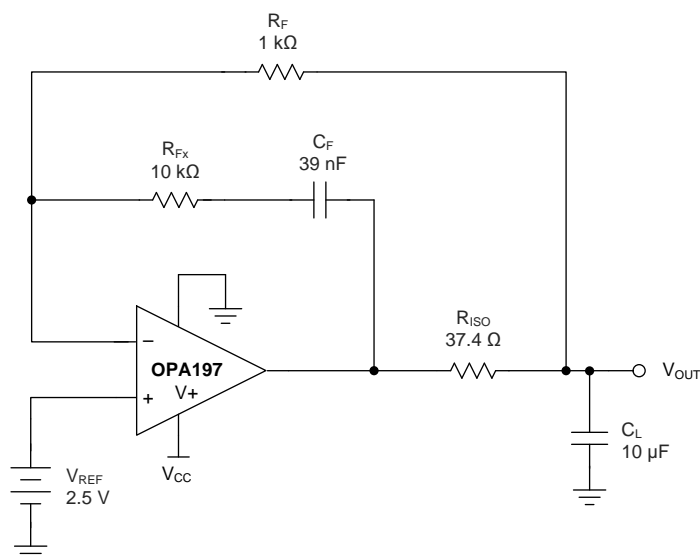 RF
1 kΩ
RFx
10 kΩ
CF
39 nF
−
OPA197
V+
+
RISO
37.4 Ω
VOUT
CL
10 µF
VCC
VREF
2.5 V